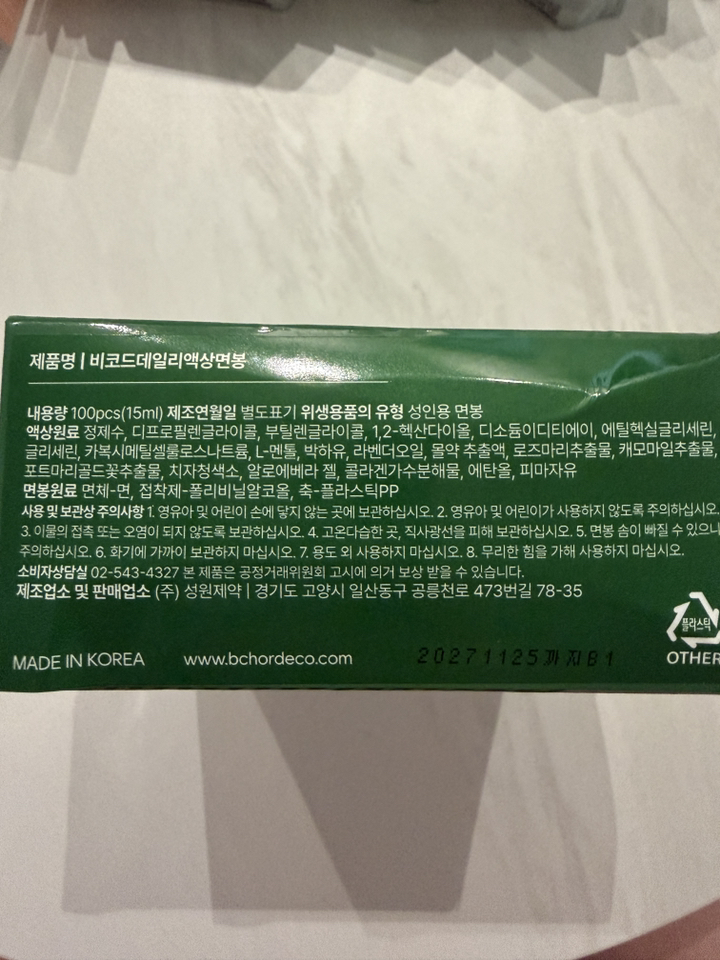 제품명 | 비코드데일리액상면봉
내용량 100pcs(15ml) 제조연월일 별도표기 위생용품의 유형 성인용 면봉
액상원료 정제수, 디프로필렌글라이콜, 부틸렌글라이콜, 1,2-헥산다이올, 디소듐이디티에이, 에틸헥실글리세린,
글리세린, 카복시메틸셀룰로스나트륨, L-멘톨, 박하유, 라벤더오일, 몰약 추출액, 로즈마리추출물, 캐모마일추출물,
포트마리골드꽃추출물, 치자청색소, 알로에베라 젤, 콜라겐가수분해물, 에탄올, 피마자유
면봉원료 면체-면, 접착제-폴리비닐알코올, 축-플라스틱PP
사용 및 보관상 주의사항 1. 영유아 및 어린이 손에 닿지 않는 곳에 보관하십시오. 2. 영유아 및 어린이가 사용하지 않도록 주의하십시오.
3. 이물의 접촉 또는 오염이 되지 않도록 보관하십시오. 4. 고온다습한 곳, 직사광선을 피해 보관하십시오. 5. 면봉 솜이 빠질 수 있으니
주의하십시오. 6. 화기에 가까이 보관하지 마십시오. 7. 용도 외 사용하지 마십시오. 8. 무리한 힘을 가해 사용하지 마십시오.
소비자상담실 02-543-4327 본 제품은 공정거래위원회 고시에 의거 보상 받을 수 있습니다.
제조업소 및 판매업소 (주) 성원제약 | 경기도 고양시 일산동구 공릉천로 473번길 78-35
플라스틱
OTHER
MADE IN KOREA www.bchordeco.com 20271125까지B1